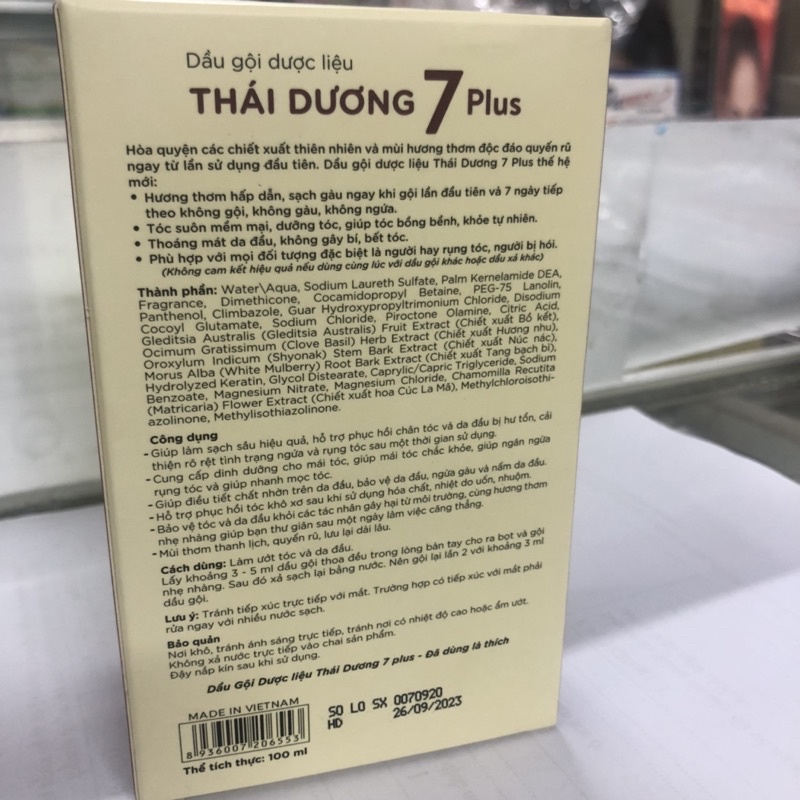 Dầu gội dược liệu
THÁI DƯƠNG 7 Plus
Hòa quyện các chiết xuất thiên nhiên và mùi hương thơm độc đáo quyến rũ
ngay từ lần sử dụng đầu tiên. Dầu gội dược liệu Thái Dương 7 Plus thế hệ
mới:
• Hương thơm hấp dẫn, sạch gàu ngay khi gội lần đầu tiên và 7 ngày tiếp
theo không gội, không gàu, không ngứa.
• Tóc suôn mềm mại, dưỡng tóc, giúp tóc bồng bềnh, khỏe tự nhiên.
• Thoáng mát da đầu, không gây bí, bết tóc.
• Phù hợp với mọi đối tượng đặc biệt là người hay rụng tóc, người bị hói.
(Không cam kết hiệu quả nếu dùng cùng lúc với dầu gội khác hoặc dầu xả khác)
Thành phần: Water\Aqua, Sodium Laureth Sulfate, Palm Kernelamide DEA,
Fragrance, Dimethicone, Cocamidopropyl Betaine, PEG-75 Lanolin,
Panthenol, Climbazole, Guar Hydroxypropyltrimonium Chloride, Disodium
Cocoyl Glutamate, Sodium Chloride, Piroctone Olamine, Citric Acid,
Gleditsia Australis (Gleditsia Australis) Fruit Extract (Chiết xuất Bồ kết),
Ocimum Gratissimum (Clove Basil) Herb Extract (Chiết xuất Hương nhu),
Oroxylum Indicum (Shyonak) Stem Bark Extract (Chiết xuất Núc nác),
Morus Alba (White Mulberry) Root Bark Extract (Chiết xuất Tang bạch bì),
Hydrolyzed Keratin, Glycol Distearate, Caprylic/Capric Triglyceride, Sodium
Benzoate, Magnesium Nitrate, Magnesium Chloride, Chamomilla Recutita
(Matricaria) Flower Extract (Chiết xuất hoa Cúc La Mã), Methylchloroisothi-
azolinone, Methylisothiazolinone.
Công dụng
- Giúp làm sạch sâu hiệu quả, hỗ trợ phục hồi chân tóc và da đầu bị hư tổn, cải
thiện rõ rệt tình trạng ngứa và rụng tóc sau một thời gian sử dụng.
- Cung cấp dinh dưỡng cho mái tóc, giúp mái tóc chắc khỏe, giúp ngăn ngừa
rụng tóc và giúp nhanh mọc tóc.
- Giúp điều tiết chất nhờn trên da đầu, bảo vệ da đầu, ngừa gàu và nấm da đầu.
- Hỗ trợ phục hồi tóc khô xơ sau khi sử dụng hóa chất, nhiệt do uốn, nhuộm.
- Bảo vệ tóc và da đầu khỏi các tác nhân gây hại từ môi trường, cùng hương thơm
nhẹ nhàng giúp bạn thư giãn sau một ngày làm việc căng thẳng.
- Mùi thơm thanh lịch, quyến rũ, lưu lại dài lâu.
Cách dùng: Làm ướt tóc và da đầu.
Lấy khoảng 3 - 5 ml dầu gội thoa đều trong lòng bàn tay cho ra bọt và gội
nhẹ nhàng. Sau đó xả sạch lại bằng nước. Nên gội lại lần 2 với khoảng 3 ml
dầu gội.
Lưu ý: Tránh tiếp xúc trực tiếp với mắt. Trường hợp có tiếp xúc với mắt phải
rửa ngay với nhiều nước sạch.
Bảo quản
Nơi khô, tránh ánh sáng trực tiếp, tránh nơi có nhiệt độ cao hoặc ẩm ướt.
Không xả nước trực tiếp vào chai sản phẩm.
Đậy nắp kín sau khi sử dụng.
Dầu Gội Dược liệu Thái Dương 7 plus - Đã dùng là thích
MADE IN VIETNAM
SO LO SX 0070920
HD 26/09/2023
8 936007 206553
Thể tích thực: 100 ml